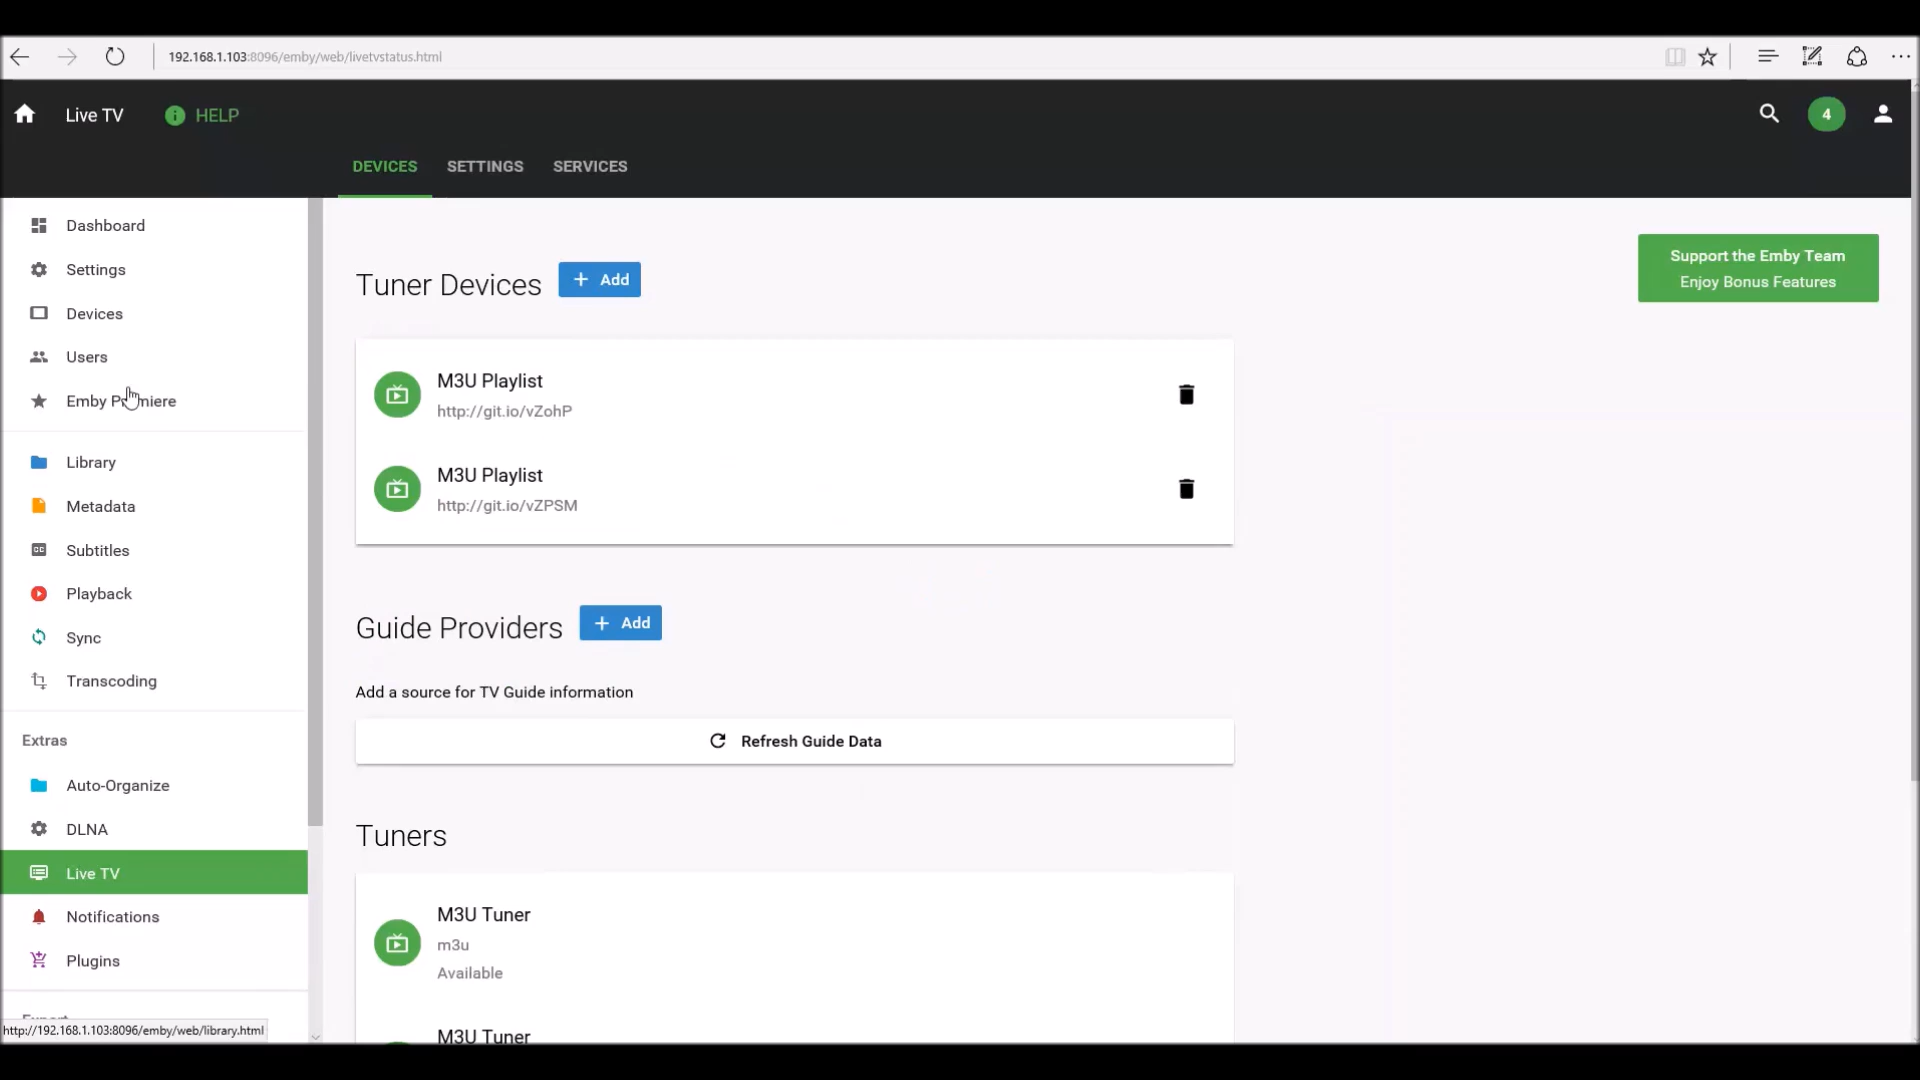 192.168.1.103:8096/emby/web/livetvstatus.html
Live TV
HELP
4
DEVICES
SETTINGS
SERVICES
Dashboard
Settings
Devices
Users
Emby Premiere
Library
Metadata
Subtitles
Playback
Sync
Transcoding
Extras
Auto-Organize
DLNA
Live TV
Notifications
Plugins
http://192.168.1.103:8096/emby/web/library.html
Tuner Devices
Add
M3U Playlist
http://git.io/vZohP
M3U Playlist
http://git.io/vZPSM
Guide Providers
Add
Add a source for TV Guide information
Refresh Guide Data
Tuners
M3U Tuner
m3u
Available
M3U Tuner
Support the Emby Team
Enjoy Bonus Features